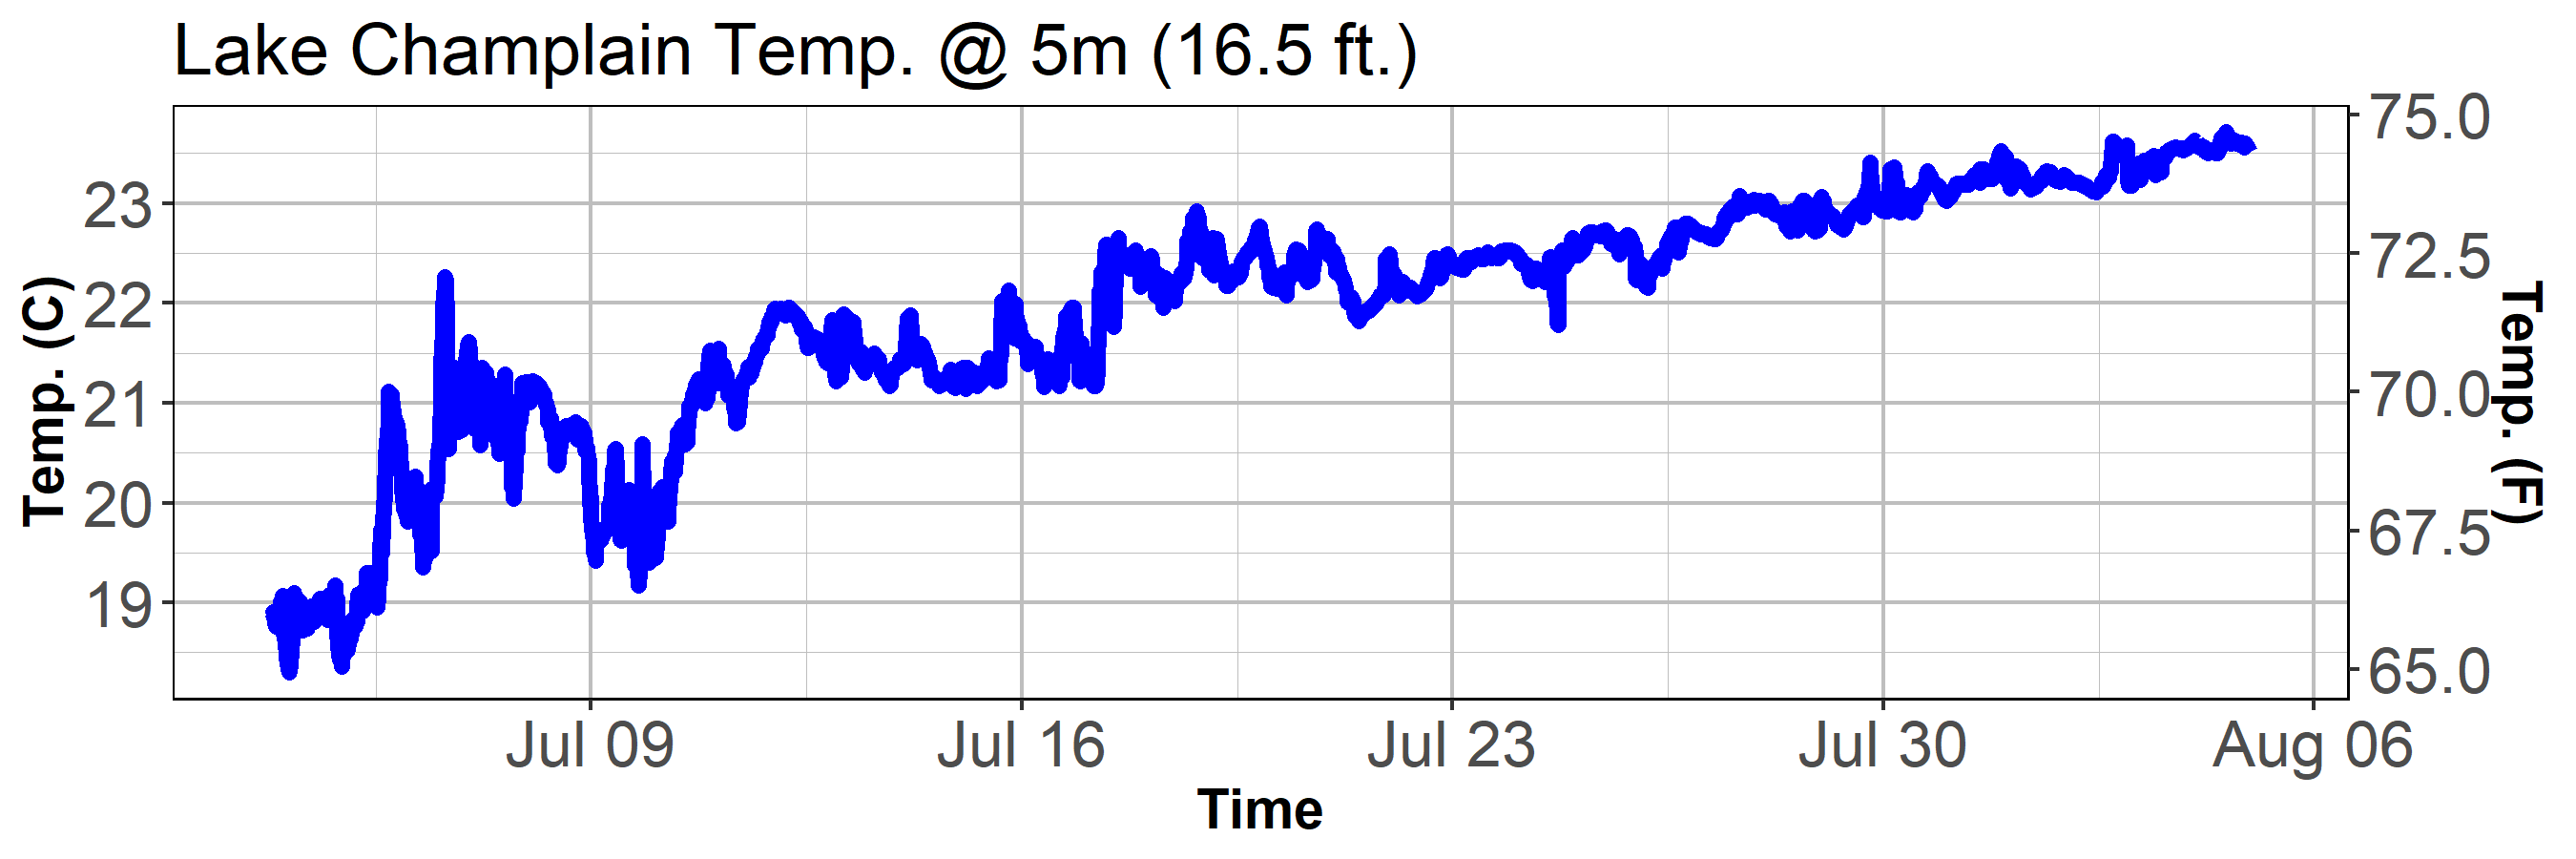 Lake Champlain Temp. @ 5m (16.5 ft.)
Temp. (C)
23
22
21
20
19
75.0
72.5
70.0
67.5
65.0
Temp. (F)
Jul 09
Jul 16
Jul 23
Jul 30
Aug 06
Time